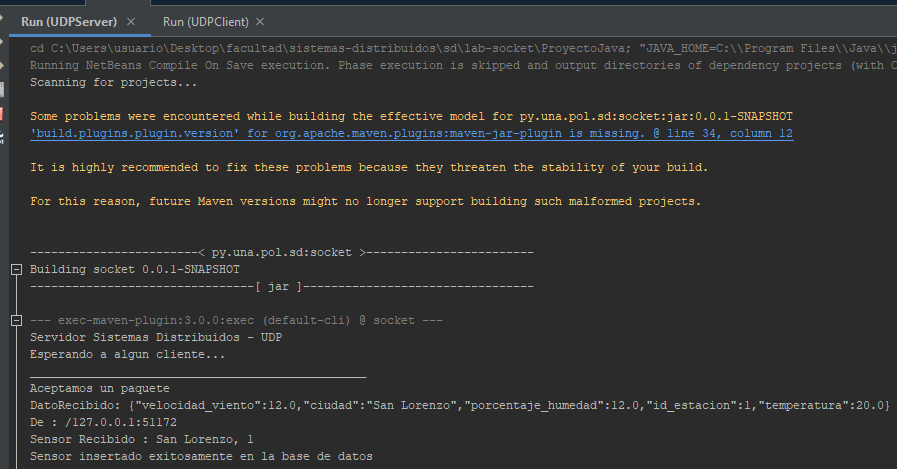 Run (UDPServer) ×
Run (UDPClient) ×
cd C:\Users\usuario\Desktop\facultad\sistemas-distribuidos\sd\lab-socket\ProyectoJava; "JAVA_HOME=C:\\Program Files\\Java\\j
Running NetBeans Compile On Save execution. Phase execution is skipped and output directories of dependency projects (with C
Scanning for projects...
Some problems were encountered while building the effective model for py.una.pol.sd:socket:jar:0.0.1-SNAPSHOT
'build.plugins.plugin.version' for org.apache.maven.plugins:maven-jar-plugin is missing. @ line 34, column 12
It is highly recommended to fix these problems because they threaten the stability of your build.
For this reason, future Maven versions might no longer support building such malformed projects.
------------------------< py.una.pol.sd:socket >------------------------
Building socket 0.0.1-SNAPSHOT
--------------------------------[ jar ]---------------------------------
--- exec-maven-plugin:3.0.0:exec (default-cli) @ socket ---
Servidor Sistemas Distribuidos - UDP
Esperando a algun cliente...
________________________________________________
Aceptamos un paquete
DatoRecibido: {"velocidad_viento":12.0,"ciudad":"San Lorenzo","porcentaje_humedad":12.0,"id_estacion":1,"temperatura":20.0}
De : /127.0.0.1:51172
Sensor Recibido : San Lorenzo, 1
Sensor insertado exitosamente en la base de datos